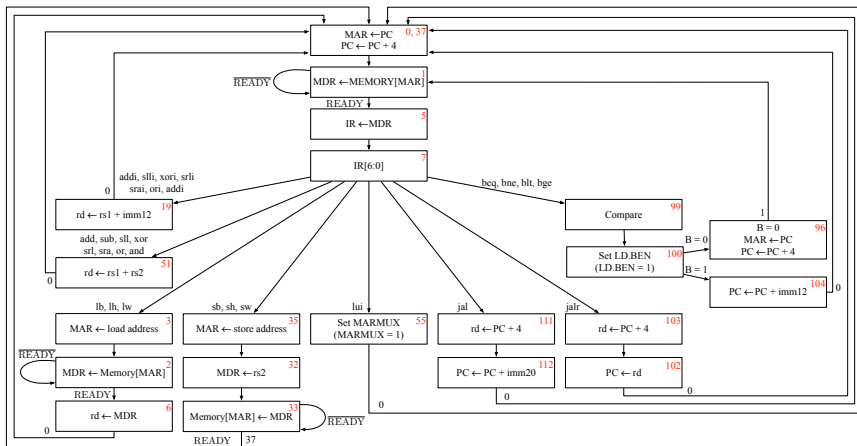 MAR ←PC
PC ← PC + 4
0, 37
READY
MDR ←MEMORY[MAR]
1
READY
IR ←MDR
5
IR[6:0]
7
addi, slli, xori, srli
srai, ori, addi
0
rd ← rs1 + imm12
19
add, sub, sll, xor
srl, sra, or, and
rd ← rs1 + rs2
51
0
beq, bne, blt, bge
Compare
99
Set LD.BEN
(LD.BEN = 1)
100
B = 0
B = 1
1
B = 0
MAR ←PC
PC ←PC + 4
96
PC ←PC + imm12
104
0
lb, lh, lw
MAR ←load address
3
READY
MDR ←Memory[MAR]
2
READY
rd ←MDR
6
0
sb, sh, sw
MAR ←store address
35
MDR ←rs2
32
Memory[MAR] ←MDR
33
READY
READY
37
lui
Set MARMUX
(MARMUX = 1)
55
0
jal
rd ←PC + 4
111
PC ←PC + imm20
112
0
jalr
rd ←PC + 4
103
PC ←rd
102
0